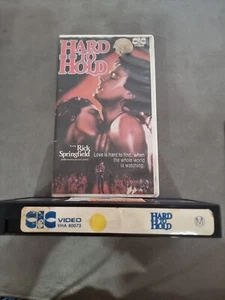 HARD
TO
HOLD
Rick
Springfield
Love is hard to find, when
the whole world
is watching.
CIC
VIDEO
VHA
HARD
TO
HOLD
M